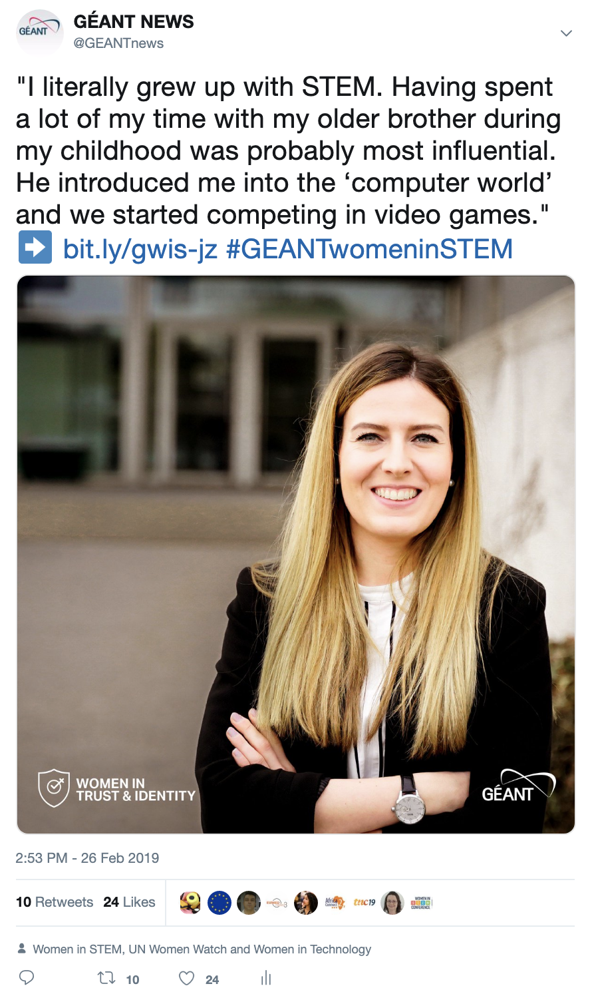 GÉANT
GÉANT NEWS
@GEANTnews
"I literally grew up with STEM. Having spent
a lot of my time with my older brother during
my childhood was probably most influential.
He introduced me into the ‘computer world’
and we started competing in video games."
bit.ly/gwis-jz #GEANTwomeninSTEM
WOMEN IN
TRUST & IDENTITY
GÉANT
2:53 PM - 26 Feb 2019
10 Retweets 24 Likes
Africa
Connect 2
tnc19
WOMEN IN
STEM
CONFERENCE
Women in STEM, UN Women Watch and Women in Technology
10 24